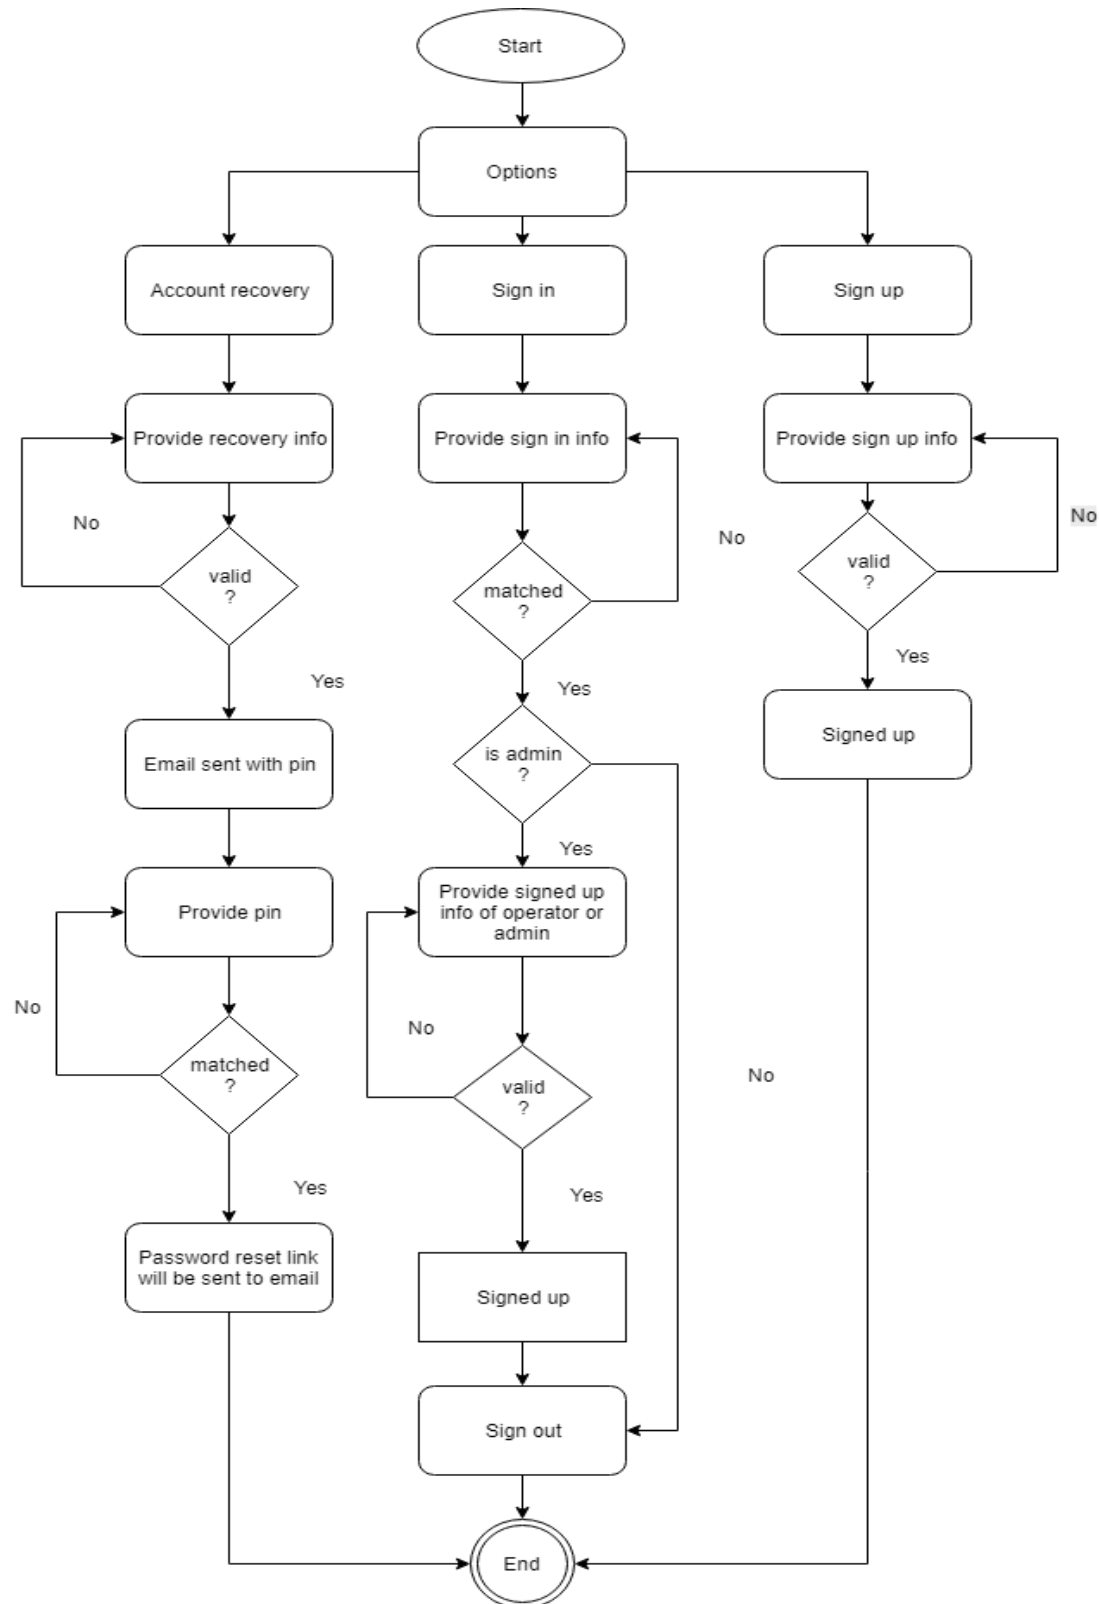 Start
Options
Account recovery
Sign in
Sign up
Provide recovery info
Provide sign in info
Provide sign up info
No
No
No
valid
?
matched
?
valid
?
Yes
Yes
Yes
Email sent with pin
is admin
?
Signed up
Yes
Provide pin
Provide signed up
info of operator or
admin
No
No
matched
?
valid
?
No
Yes
Yes
Password reset link
will be sent to email
Signed up
Sign out
End